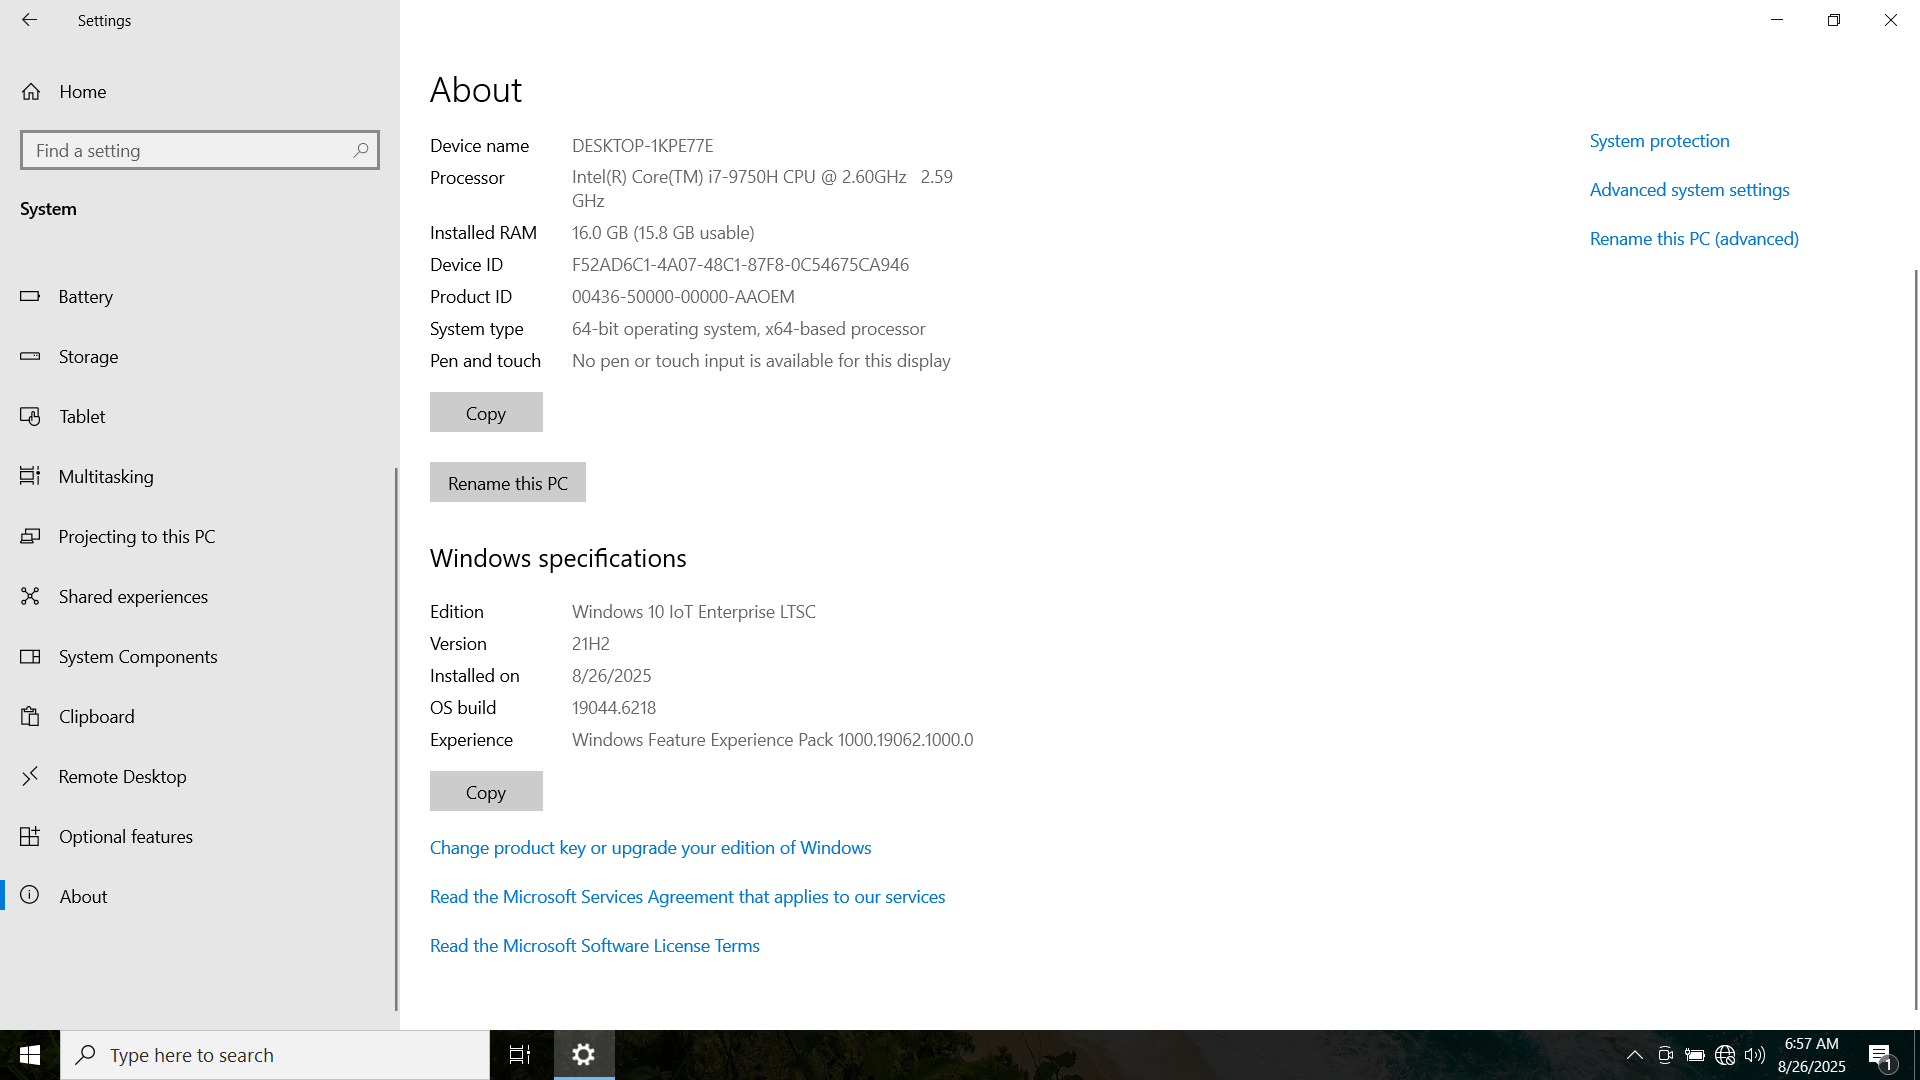 Settings
Home
Find a setting
System
Battery
Storage
Tablet
Multitasking
Projecting to this PC
Shared experiences
System Components
Clipboard
Remote Desktop
Optional features
About
About
Device name DESKTOP-1KPE77E
Processor Intel(R) Core(TM) i7-9750H CPU @ 2.60GHz 2.59
GHz
Installed RAM 16.0 GB (15.8 GB usable)
Device ID F52AD6C1-4A07-48C1-87F8-0C54675CA946
Product ID 00436-50000-00000-AAOEM
System type 64-bit operating system, x64-based processor
Pen and touch No pen or touch input is available for this display
Copy
Rename this PC
Windows specifications
Edition Windows 10 IoT Enterprise LTSC
Version 21H2
Installed on 8/26/2025
OS build 19044.6218
Experience Windows Feature Experience Pack 1000.19062.1000.0
Copy
Change product key or upgrade your edition of Windows
Read the Microsoft Services Agreement that applies to our services
Read the Microsoft Software License Terms
System protection
Advanced system settings
Rename this PC (advanced)
Type here to search
6:57 AM
8/26/2025
1